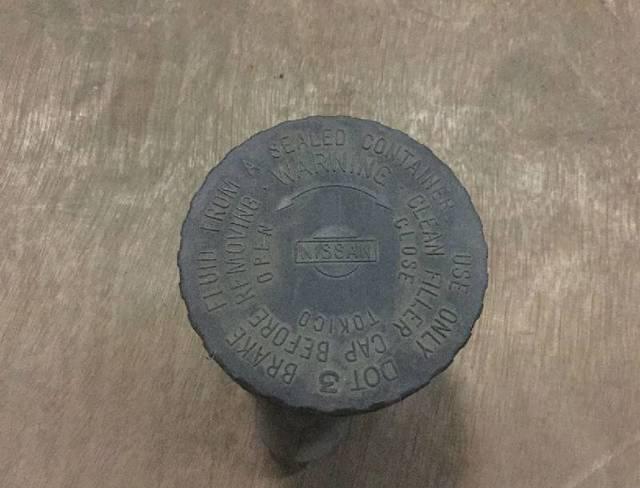 WARNING · CLEAN FILLER CAP BEFORE REMOVING ·
USE ONLY DOT 3 BRAKE FLUID FROM A SEALED CONTAINER
OPEN
CLOSE
NISSAN
TOKICO